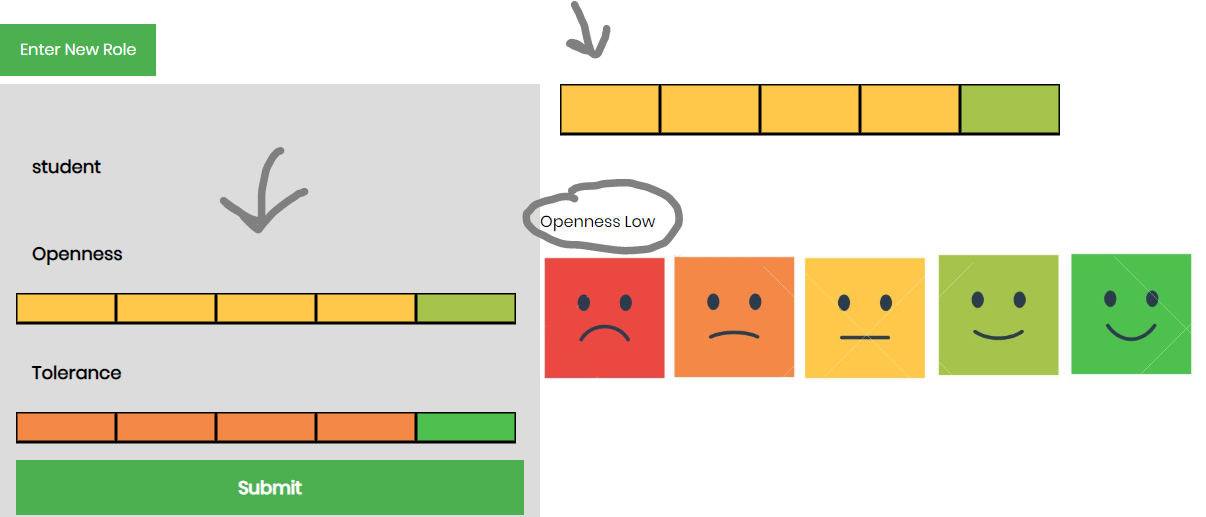 Enter New Role
student
Openness
Tolerance
Submit
Openness Low